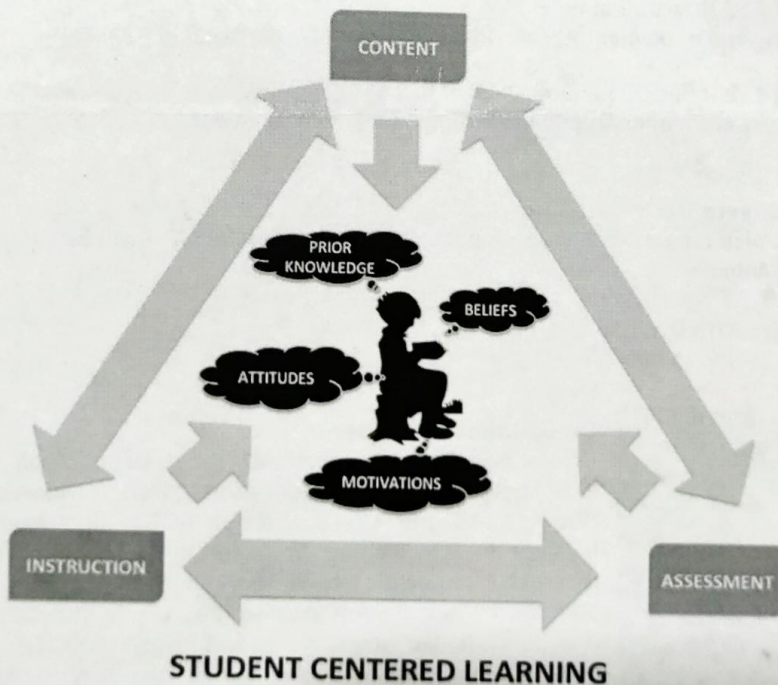 CONTENT
PRIOR
KNOWLEDGE
BELIEFS
ATTITUDES
MOTIVATIONS
INSTRUCTION
ASSESSMENT
STUDENT CENTERED LEARNING